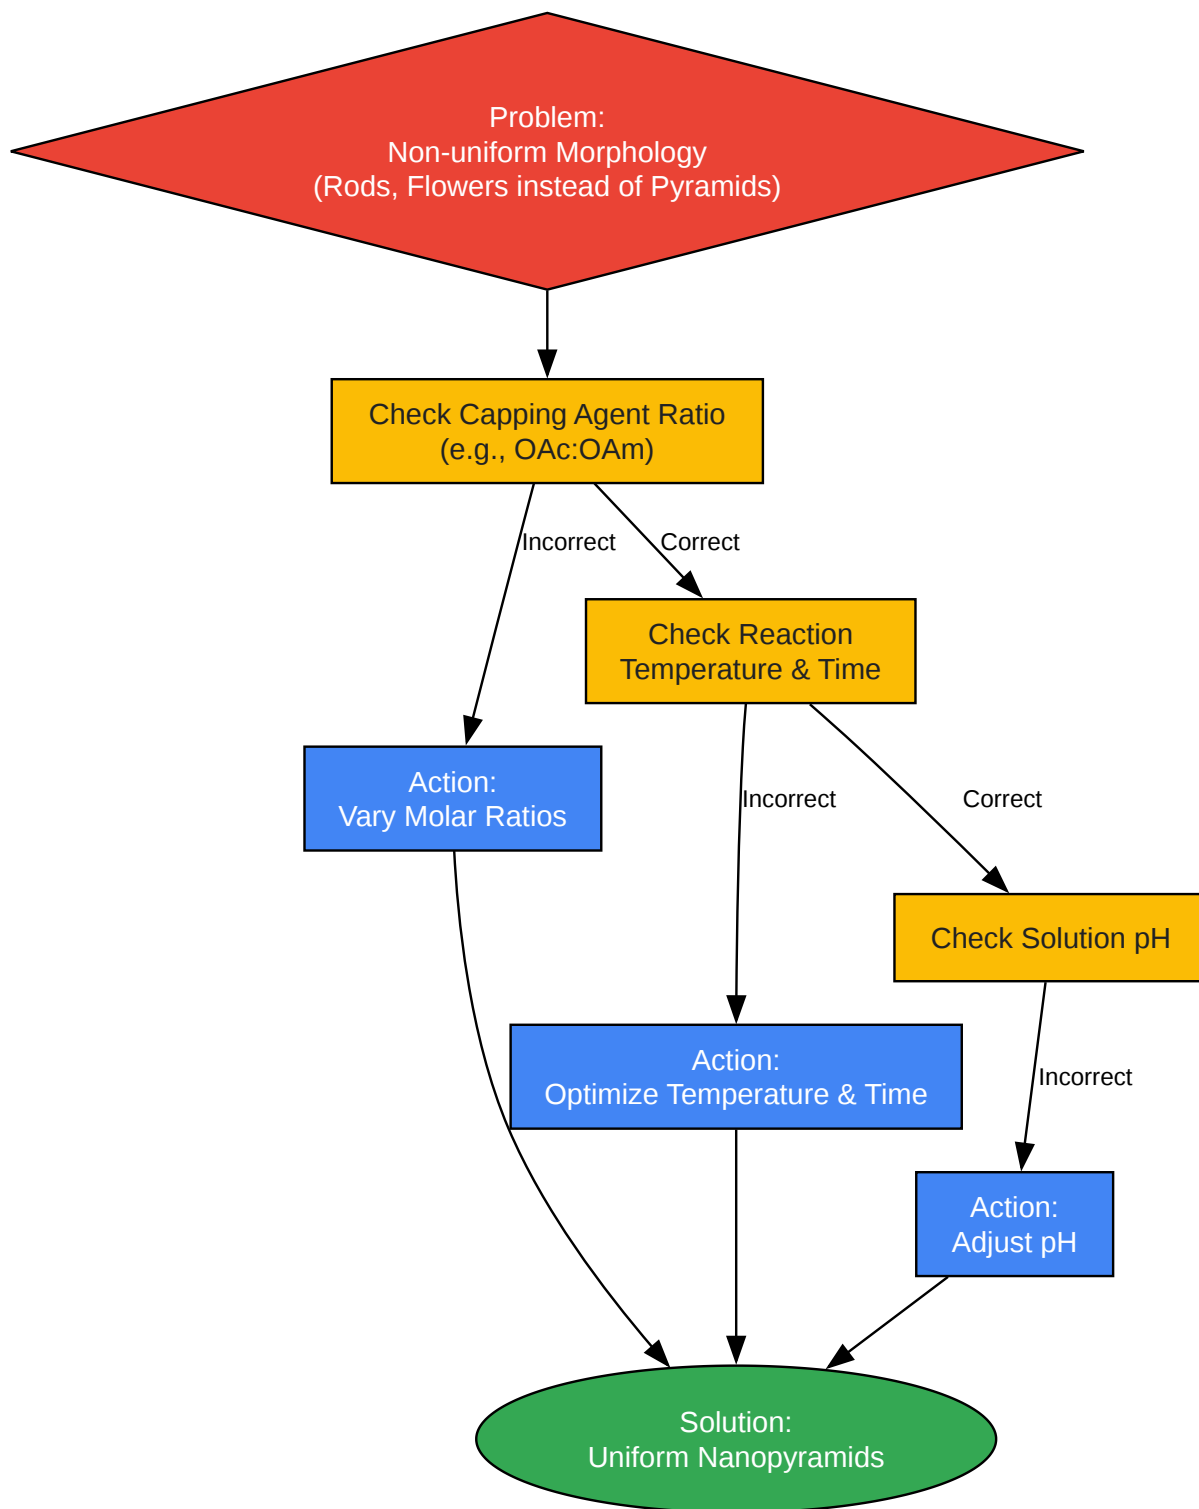 Problem:
Non-uniform Morphology
(Rods, Flowers instead of Pyramids)
Check Capping Agent Ratio
(e.g., OAc:OAm)
Incorrect
Correct
Check Reaction
Temperature & Time
Action:
Vary Molar Ratios
Incorrect
Correct
Check Solution pH
Action:
Optimize Temperature & Time
Incorrect
Action:
Adjust pH
Solution:
Uniform Nanopyramids